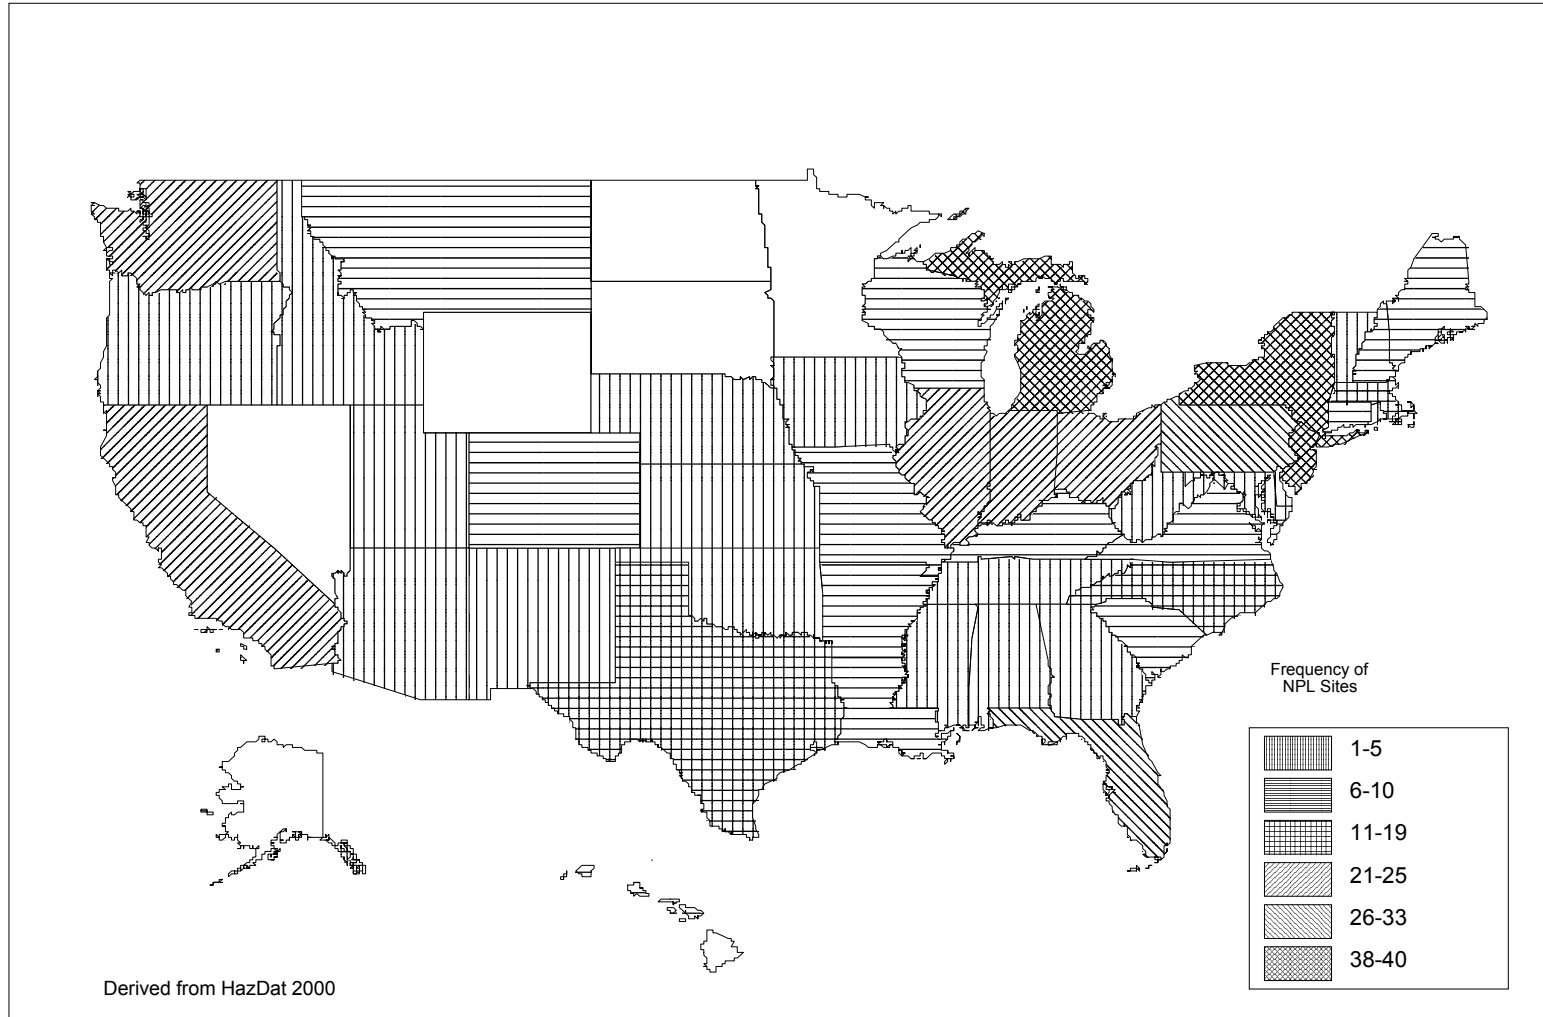 Frequency of
NPL Sites
1-5
6-10
11-19
21-25
26-33
38-40
Derived from HazDat 2000